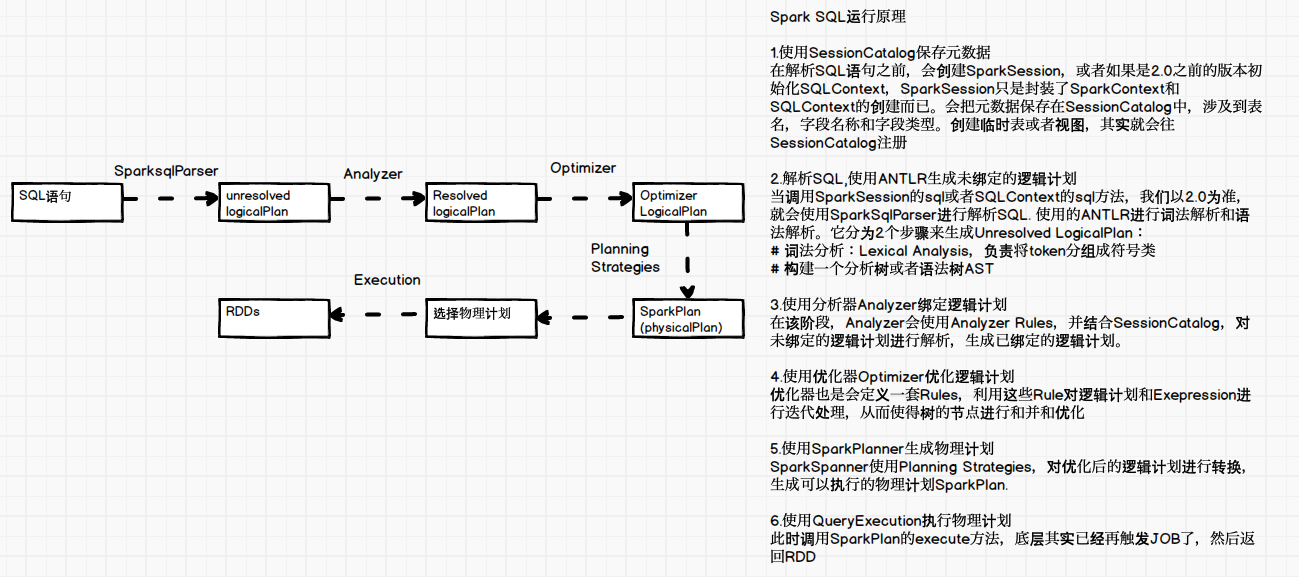 SparksqlParser
Analyzer
Optimizer
SQL语句
unresolved
logicalPlan
Resolved
logicalPlan
Optimizer
LogicalPlan
Planning
Strategies
Execution
RDDs
选择物理计划
SparkPlan
(physicalPlan)
Spark SQL运行原理
1.使用SessionCatalog保存元数据
在解析SQL语句之前，会创建SparkSession，或者如果是2.0之前的版本初
始化SQLContext，SparkSession只是封装了SparkContext和
SQLContext的创建而已。会把元数据保存在SessionCatalog中，涉及到表
名，字段名称和字段类型。创建临时表或者视图，其实就会往
SessionCatalog注册
2.解析SQL,使用ANTLR生成未绑定的逻辑计划
当调用SparkSession的sql或者SQLContext的sql方法，我们以2.0为准，
就会使用SparkSqlParser进行解析SQL. 使用的ANTLR进行词法解析和语
法解析。它分为2个步骤来生成Unresolved LogicalPlan：
# 词法分析：Lexical Analysis，负责将token分组成符号类
# 构建一个分析树或者语法树AST
3.使用分析器Analyzer绑定逻辑计划
在该阶段，Analyzer会使用Analyzer Rules，并结合SessionCatalog，对
未绑定的逻辑计划进行解析，生成已绑定的逻辑计划。
4.使用优化器Optimizer优化逻辑计划
优化器也是会定义一套Rules，利用这些Rule对逻辑计划和Exepression进
行迭代处理，从而使得树的节点进行和并和优化
5.使用SparkPlanner生成物理计划
SparkSpanner使用Planning Strategies，对优化后的逻辑计划进行转换，
生成可以执行的物理计划SparkPlan.
6.使用QueryExecution执行物理计划
此时调用SparkPlan的execute方法，底层其实已经再触发JOB了，然后返
回RDD